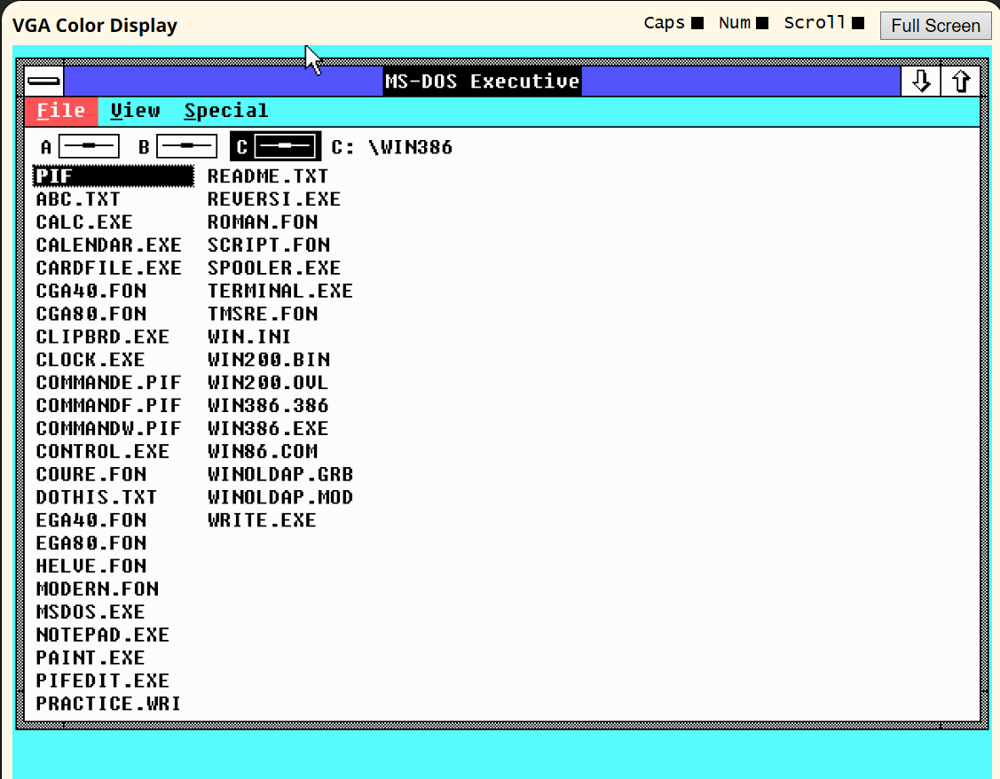 VGA Color Display
Caps Num Scroll Full Screen
MS-DOS Executive
File View Special
A B C C: \WIN386
PIF README.TXT
ABC.TXT REVERSI.EXE
CALC.EXE ROMAN.FON
CALENDAR.EXE SCRIPT.FON
CARDFILE.EXE SPOOLER.EXE
CGA40.FON TERMINAL.EXE
CGA80.FON TMSRE.FON
CLIPBRD.EXE WIN.INI
CLOCK.EXE WIN200.BIN
COMMANDE.PIF WIN200.OVL
COMMANDF.PIF WIN386.386
COMMANDW.PIF WIN386.EXE
CONTROL.EXE WIN86.COM
COURE.FON WINOLDAP.GRB
DOTHIS.TXT WINOLDAP.MOD
EGA40.FON WRITE.EXE
EGA80.FON
HELVE.FON
MODERN.FON
MSDOS.EXE
NOTEPAD.EXE
PAINT.EXE
PIFEDIT.EXE
PRACTICE.WRI